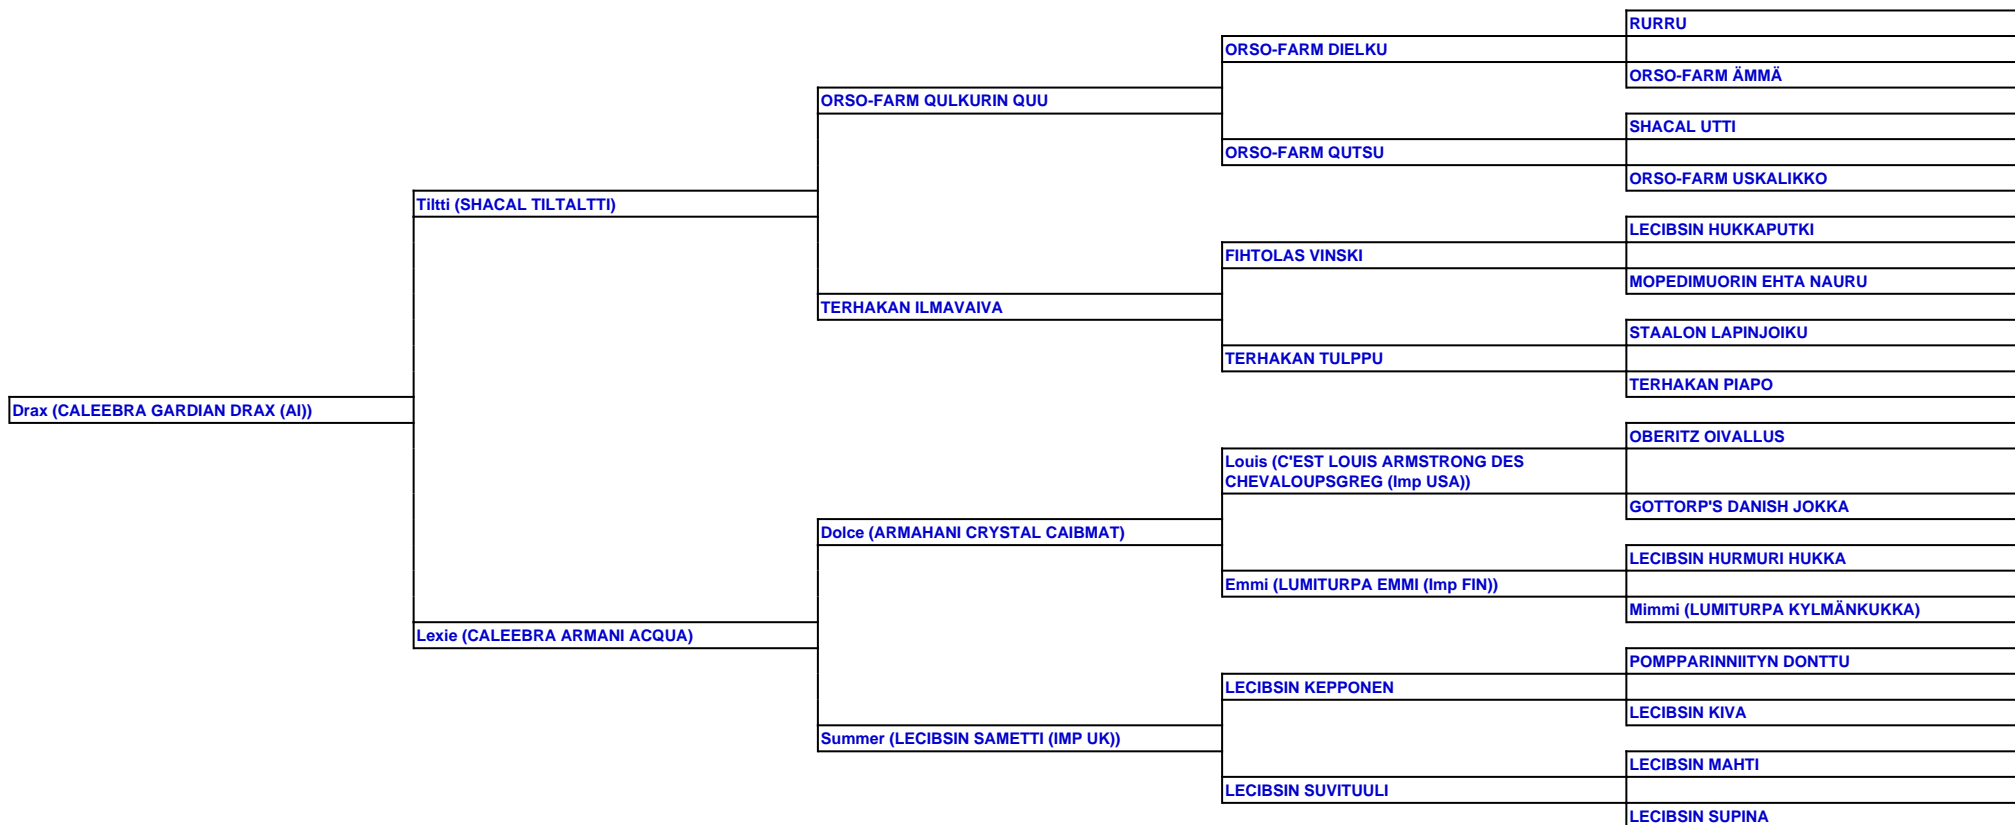 RURRU
ORSO-FARM DIELKU
ORSO-FARM ÄMMÄ
ORSO-FARM QULKURIN QUU
SHACAL UTTI
ORSO-FARM QUTSU
ORSO-FARM USKALIKKO
Tiltti (SHACAL TILTALTTI)
LECIBSIN HUKKAPUTKI
FIHTOLAS VINSKI
MOPEDIMUORIN EHTA NAURU
TERHAKAN ILMAVAIVA
STAALON LAPINJOIKU
TERHAKAN TULPPU
TERHAKAN PIAPO
Drax (CALEEBRA GARDIAN DRAX (AI))
OBERITZ OIVALLUS
Louis (C'EST LOUIS ARMSTRONG DES
CHEVALOUPSGREG (Imp USA))
GOTTORP'S DANISH JOKKA
Dolce (ARMAHANI CRYSTAL CAIBMAT)
LECIBSIN HURMURI HUKKA
Emmi (LUMITURPA EMMI (Imp FIN))
Mimmi (LUMITURPA KYLMÄNKUKKA)
Lexie (CALEEBRA ARMANI ACQUA)
POMPPARINNIITYN DONTTU
LECIBSIN KEPPONEN
LECIBSIN KIVA
Summer (LECIBSIN SAMETTI (IMP UK))
LECIBSIN MAHTI
LECIBSIN SUVITUULI
LECIBSIN SUPINA